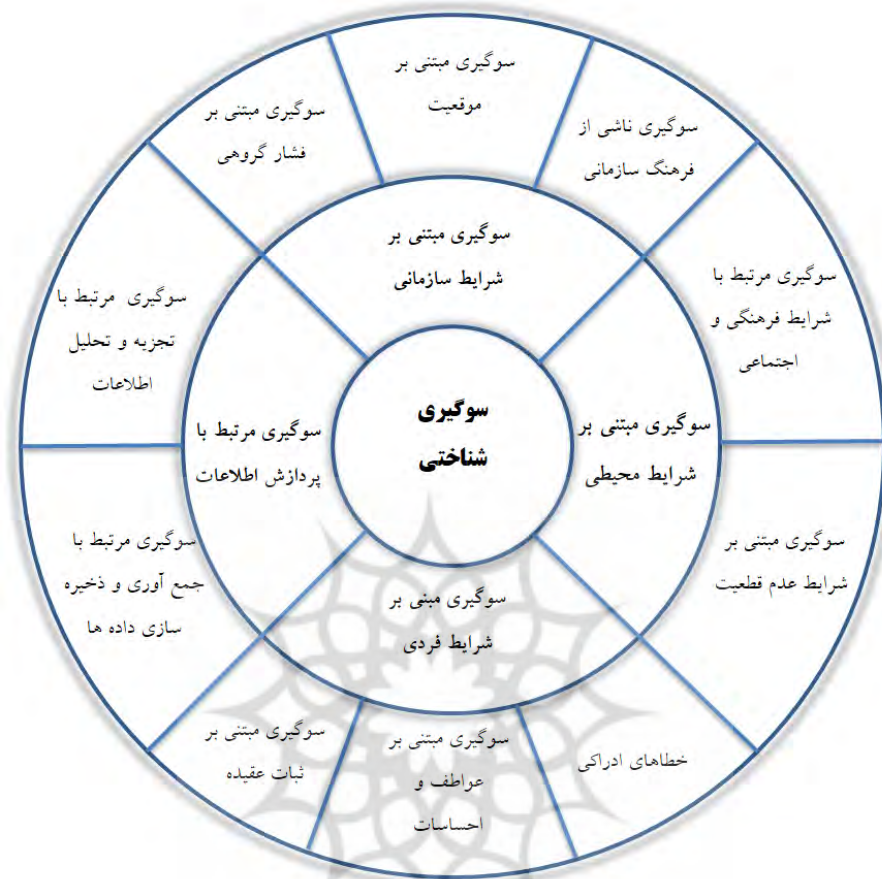 سوگیری مبتنی بر
موقعیت
سوگیری ناشی از
فرهنگ سازمانی
سوگیری مبتنی بر
فشار گروهی
سوگیری مبتنی بر
شرایط سازمانی
سوگیری مرتبط با
شرایط فرهنگی و
اجتماعی
سوگیری مرتبط با
تجزیه و تحلیل
اطلاعات
سوگیری
شناختی
سوگیری مبتنی بر
شرایط محیطی
سوگیری مرتبط با
پردازش اطلاعات
سوگیری مبتنی بر
شرایط عدم قطعیت
سوگیری مرتبط با
جمع آوری و ذخیره
سازی داده ها
سوگیری مبنی بر
شرایط فردی
خطاهای ادراکی
سوگیری مبتنی بر
عواطف و
احساسات
سوگیری مبتنی بر
ثبات عقیده